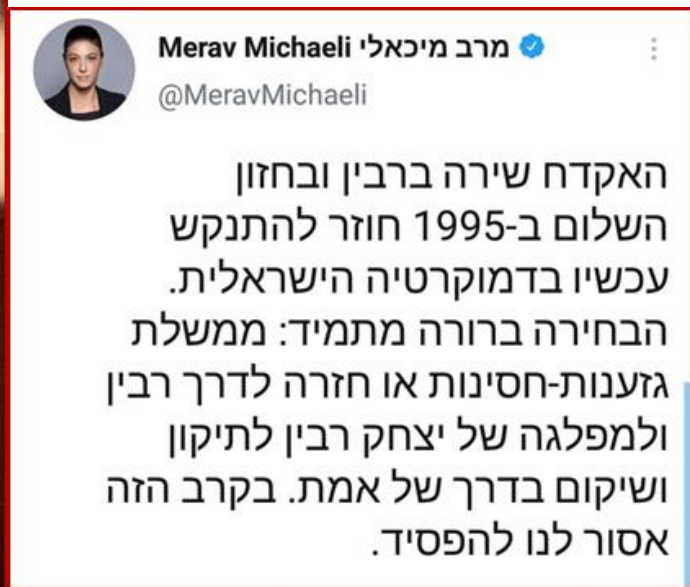 Merav Michaeli מרב מיכאלי
@MeravMichaeli
האקדח שירה ברבין ובחזון
השלום ב-1995 חוזר להתנקש
עכשיו בדמוקרטיה הישראלית.
הבחירה ברורה מתמיד: ממשלת
גזענות-חסינות או חזרה לדרך רבין
ולמפלגה של יצחק רבין לתיקון
ושיקום בדרך של אמת. בקרב הזה
אסור לנו להפסיד.